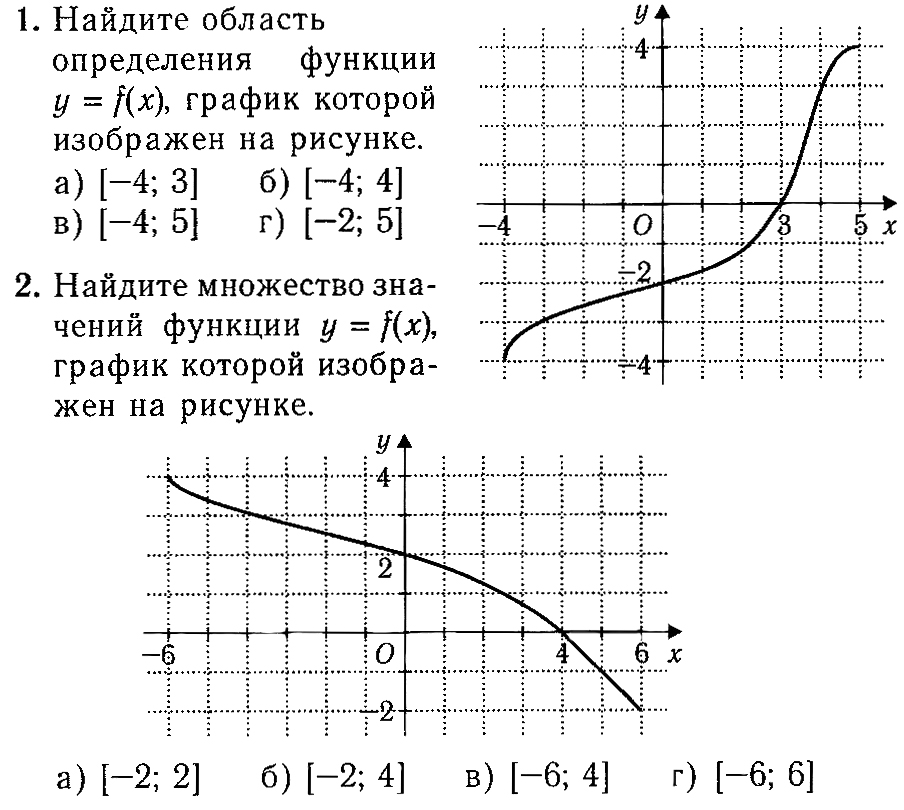 1. Найдите область
определения функции
y = f(x), график которой
изображен на рисунке.
а) [−4; 3] б) [−4; 4]
в) [−4; 5] г) [−2; 5]
y
4
−4 O 3 5 x
−2
−4
2. Найдите множество зна-
чений функции y = f(x),
график которой изобра-
жен на рисунке.
y
4
2
−6 O 4 6 x
−2
а) [−2; 2] б) [−2; 4] в) [−6; 4] г) [−6; 6]